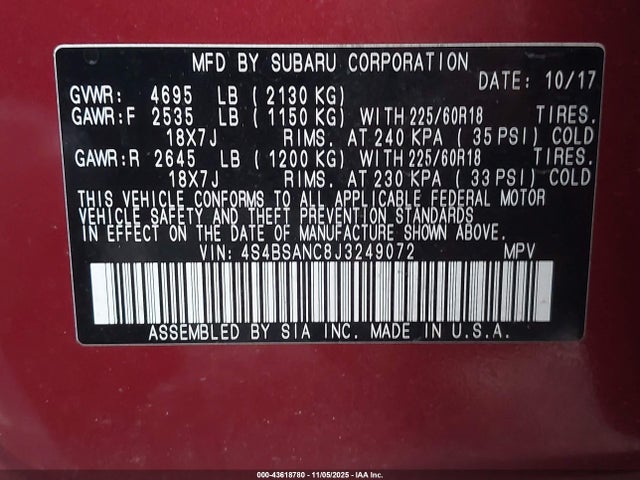 MFD BY SUBARU CORPORATION
DATE: 10/17
GVWR: 4695 LB ( 2130 KG)
GAWR:F 2535 LB ( 1150 KG) WITH 225/60R18 TIRES.
18X7J RIMS. AT 240 KPA ( 35 PSI) COLD
GAWR:R 2645 LB ( 1200 KG) WITH 225/60R18 TIRES.
18X7J RIMS. AT 230 KPA ( 33 PSI) COLD
THIS VEHICLE CONFORMS TO ALL APPLICABLE FEDERAL MOTOR
VEHICLE SAFETY AND THEFT PREVENTION STANDARDS
IN EFFECT ON THE DATE OF MANUFACTURE SHOWN ABOVE.
VIN: 4S4BSANC8J3249072 MPV
ASSEMBLED BY SIA INC. MADE IN U.S.A.
000-43618780 - 11/05/2025 - IAA Inc.